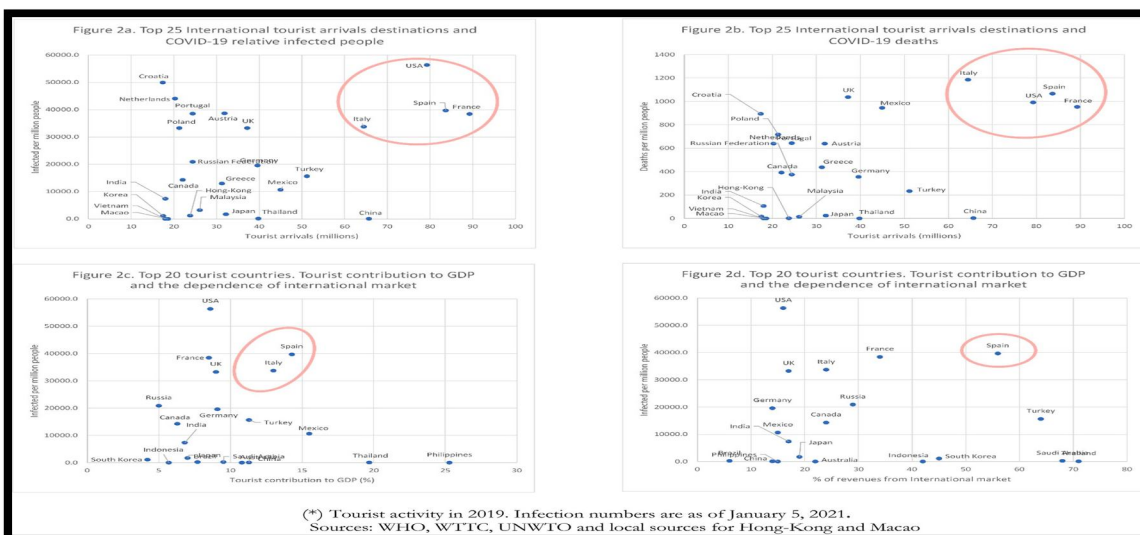 Figure 2a. Top 25 International tourist arrivals destinations and
COVID-19 relative infected people
Infected per million people
60000.0
50000.0
40000.0
30000.0
20000.0
10000.0
0.0
USA
Croatia
Netherlands
Portugal
Austria
UK
Spain
France
Italy
Russian Federation
Germany
Turkey
India
Canada
Greece
Mexico
Korea
Hong-Kong
Malaysia
Vietnam
Macao
Japan
Thailand
China
0 10 20 30 40 50 60 70 80 90 100
Tourist arrivals (millions)
Figure 2b. Top 25 International tourist arrivals destinations and
COVID-19 deaths
Deaths per million people
1400
1200
1000
800
600
400
200
0
Italy
Croatia
UK
Mexico
USA
Spain
France
Poland
Netherlands
Portugal
Russian Federation
Austria
Canada
Greece
Germany
Hong-Kong
India
Malaysia
Turkey
Korea
Vietnam
Macao
Japan
Thailand
China
0 10 20 30 40 50 60 70 80 90 100
Tourist arrivals (millions)
Figure 2c. Top 20 tourist countries. Tourist contribution to GDP
and the dependence of international market
Infected per million people
60000.0
50000.0
40000.0
30000.0
20000.0
10000.0
0.0
USA
Spain
France
Italy
UK
Russia
Germany
Canada
India
Turkey
Mexico
Indonesia
South Korea
Japan
Brazil
Saudi Arabia
China
Thailand
Philippines
0 5 10 15 20 25 30
Tourist contribution to GDP (%)
Figure 2d. Top 20 tourist countries. Tourist contribution to GDP
and the dependence of international market
Infected per million people
60000
50000
40000
30000
20000
10000
0
USA
UK
Italy
France
Spain
Germany
Russia
Mexico
Canada
Turkey
India
Japan
Brazil
Philippines
China
Australia
Indonesia
South Korea
Saudi Arabia
Thailand
0 10 20 30 40 50 60 70 80
% of revenues from International market
(*) Tourist activity in 2019. Infection numbers are as of January 5, 2021.
Sources: WHO, WTTC, UNWTO and local sources for Hong-Kong and Macao